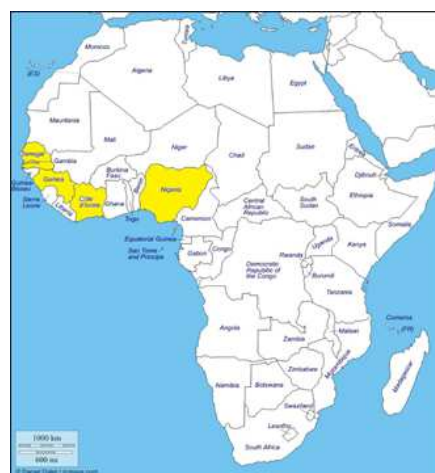 Morocco
Tunisia
(ES)
Algeria
Libya
Egypt
Mauritania
Mali
Niger
Chad
Sudan
Eritrea
Senegal
Gambia
Burkina
Faso
Djibouti
Guinea
Bissau
Guinea
Nigeria
Ethiopia
Sierra
Leone
Liberia
Côte
d'Ivoire
Ghana
Benin
Togo
Cameroon
Central
African
Republic
South
Sudan
Somalia
Equatorial Guinea
Sao Tome
and Principe
Gabon
Congo
Democratic
Republic of
the Congo
Uganda
Kenya
Rwanda
Burundi
Tanzania
Comoros
(FR)
Angola
Zambia
Malawi
Mozambique
Zimbabwe
Madagascar
Namibia
Botswana
Swaziland
Lesotho
South Africa
1000 km
600 mi